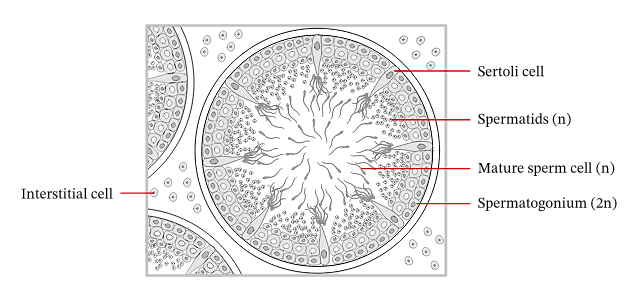 Sertoli cell
Spermatids (n)
Mature sperm cell (n)
Interstitial cell
Spermatogonium (2n)